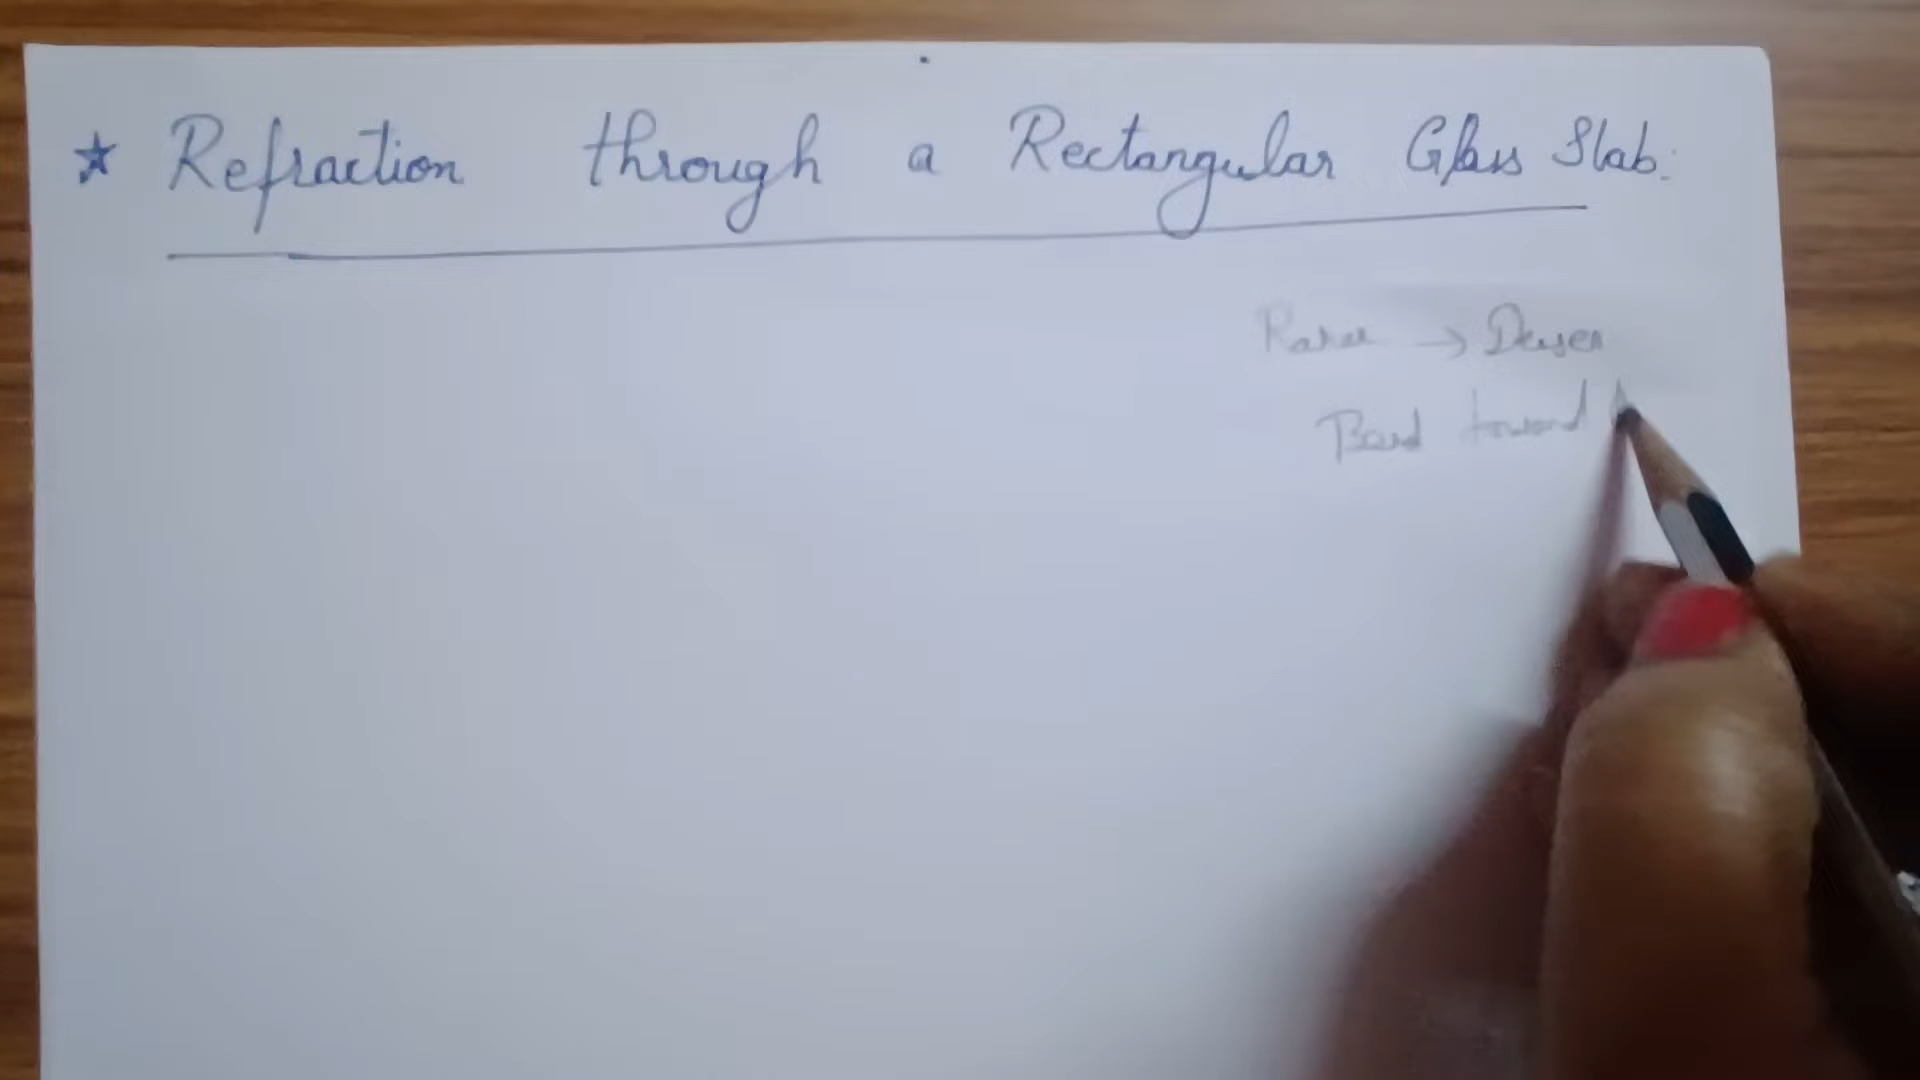 ★ Refraction through a Rectangular Glass Slab:
Rarer → Denser
Bend toward